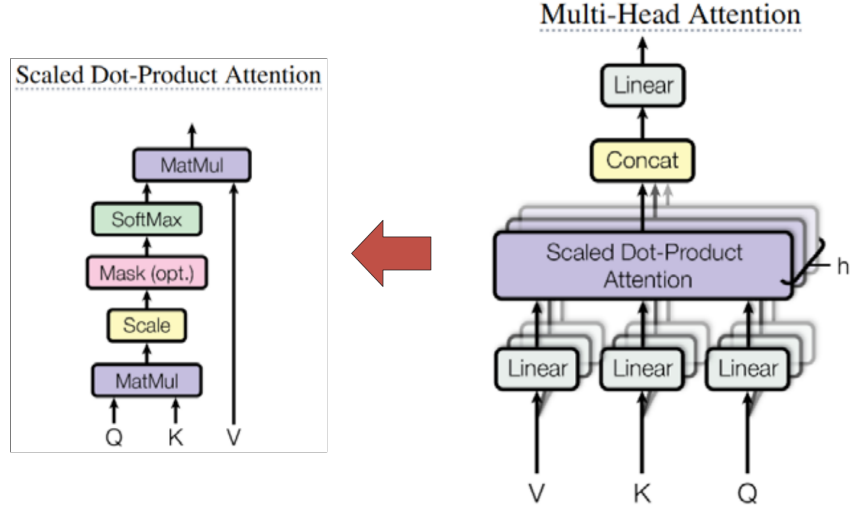 Scaled Dot-Product Attention
MatMul
SoftMax
Mask (opt.)
Scale
MatMul
Q K V
Multi-Head Attention
Linear
Concat
Scaled Dot-Product
Attention
h
Linear Linear Linear
V K Q